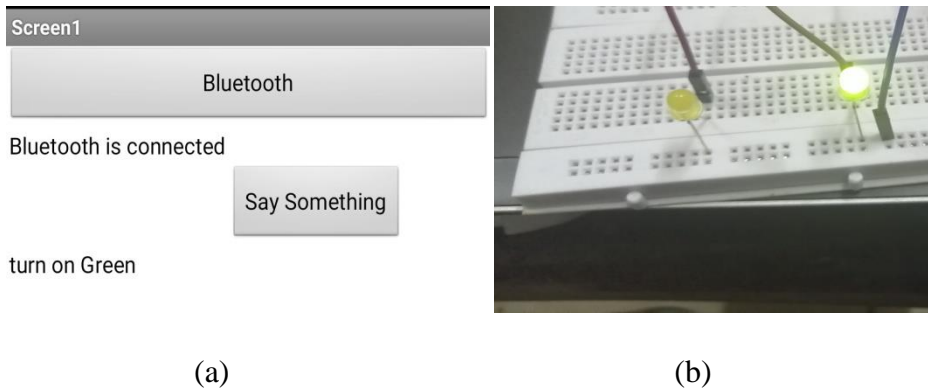 Screen1
Bluetooth
Bluetooth is connected
Say Something
turn on Green
(a)
(b)